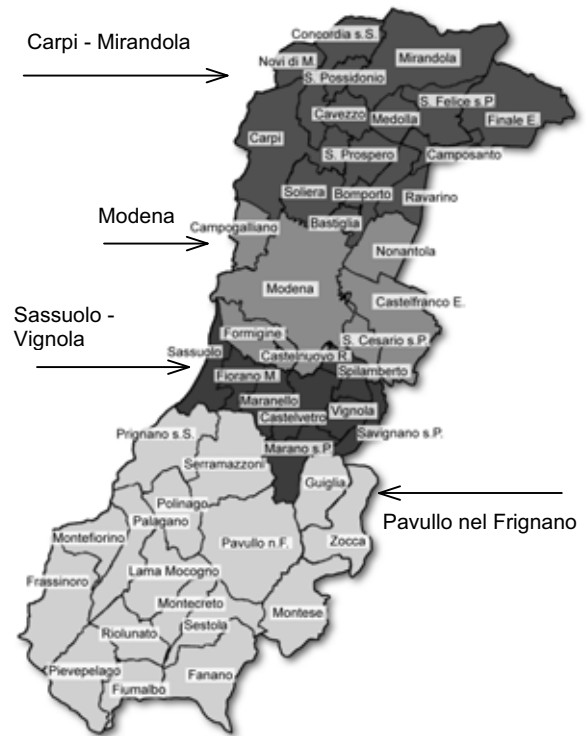 Concordia s.S.
Carpi - Mirandola
Novi di M.
Mirandola
S. Possidonio
S. Felice s.P.
Cavezzo
Medolla
Finale E.
Carpi
S. Prospero
Camposanto
Soliera
Bomporto
Ravarino
Modena
Campogalliano
Bastiglia
Nonantola
Modena
Castelfranco E.
Sassuolo -
Vignola
Formigine
S. Cesario s.P.
Sassuolo
Castelnuovo R.
Fiorano M.
Spilamberto
Maranello
Castelvetro
Vignola
Prignano s.S.
Savignano s.P.
Marano s.P
Serramazzoni
Guiglia
Polinago
Palagano
Pavullo nel Frignano
Montefiorino
Pavullo n.F.
Zocca
Frassinoro
Lama Mocogno
Montecreto
Montese
Sestola
Riolunato
Pievepelago
Fanano
Fiumalbo